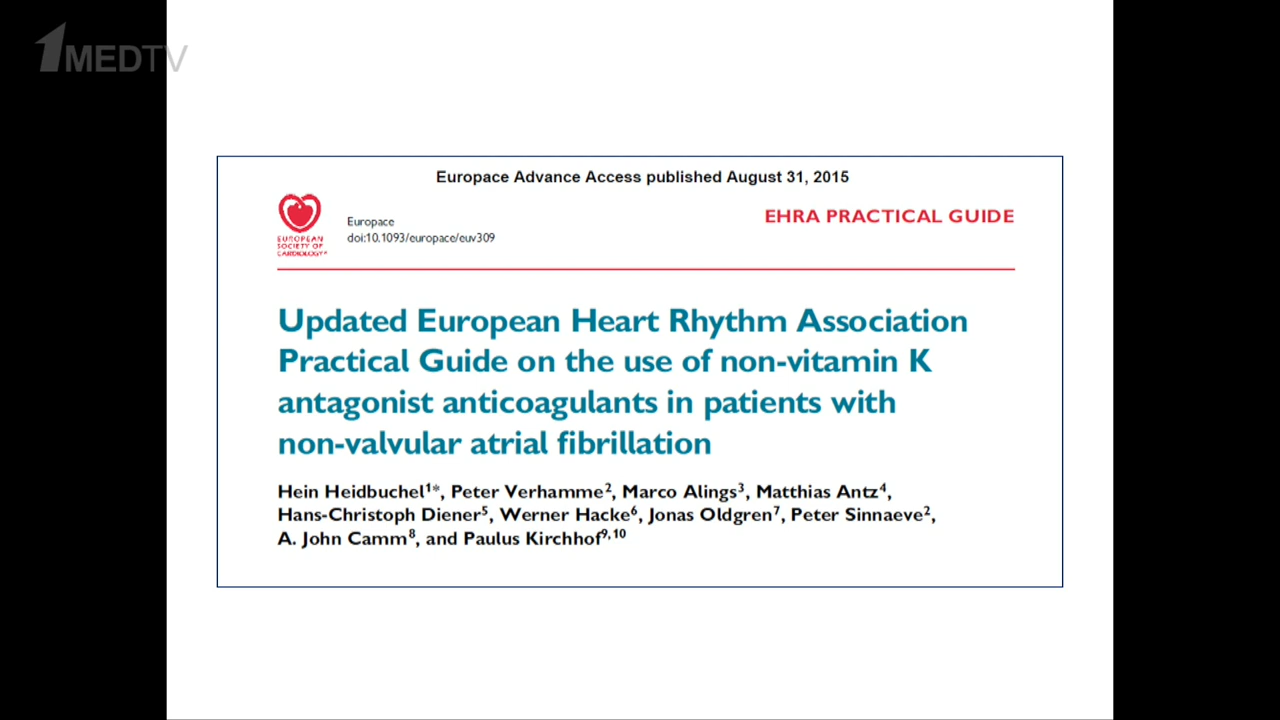 1MEDTV
Europace Advance Access published August 31, 2015
EUROPEAN
SOCIETY OF
CARDIOLOGY®
Europace
doi:10.1093/europace/euv309
EHRA PRACTICAL GUIDE
Updated European Heart Rhythm Association
Practical Guide on the use of non-vitamin K
antagonist anticoagulants in patients with
non-valvular atrial fibrillation
Hein Heidbuchel1*, Peter Verhamme2, Marco Alings3, Matthias Antz4,
Hans-Christoph Diener5, Werner Hacke6, Jonas Oldgren7, Peter Sinnaeve2,
A. John Camm8, and Paulus Kirchhof9,10